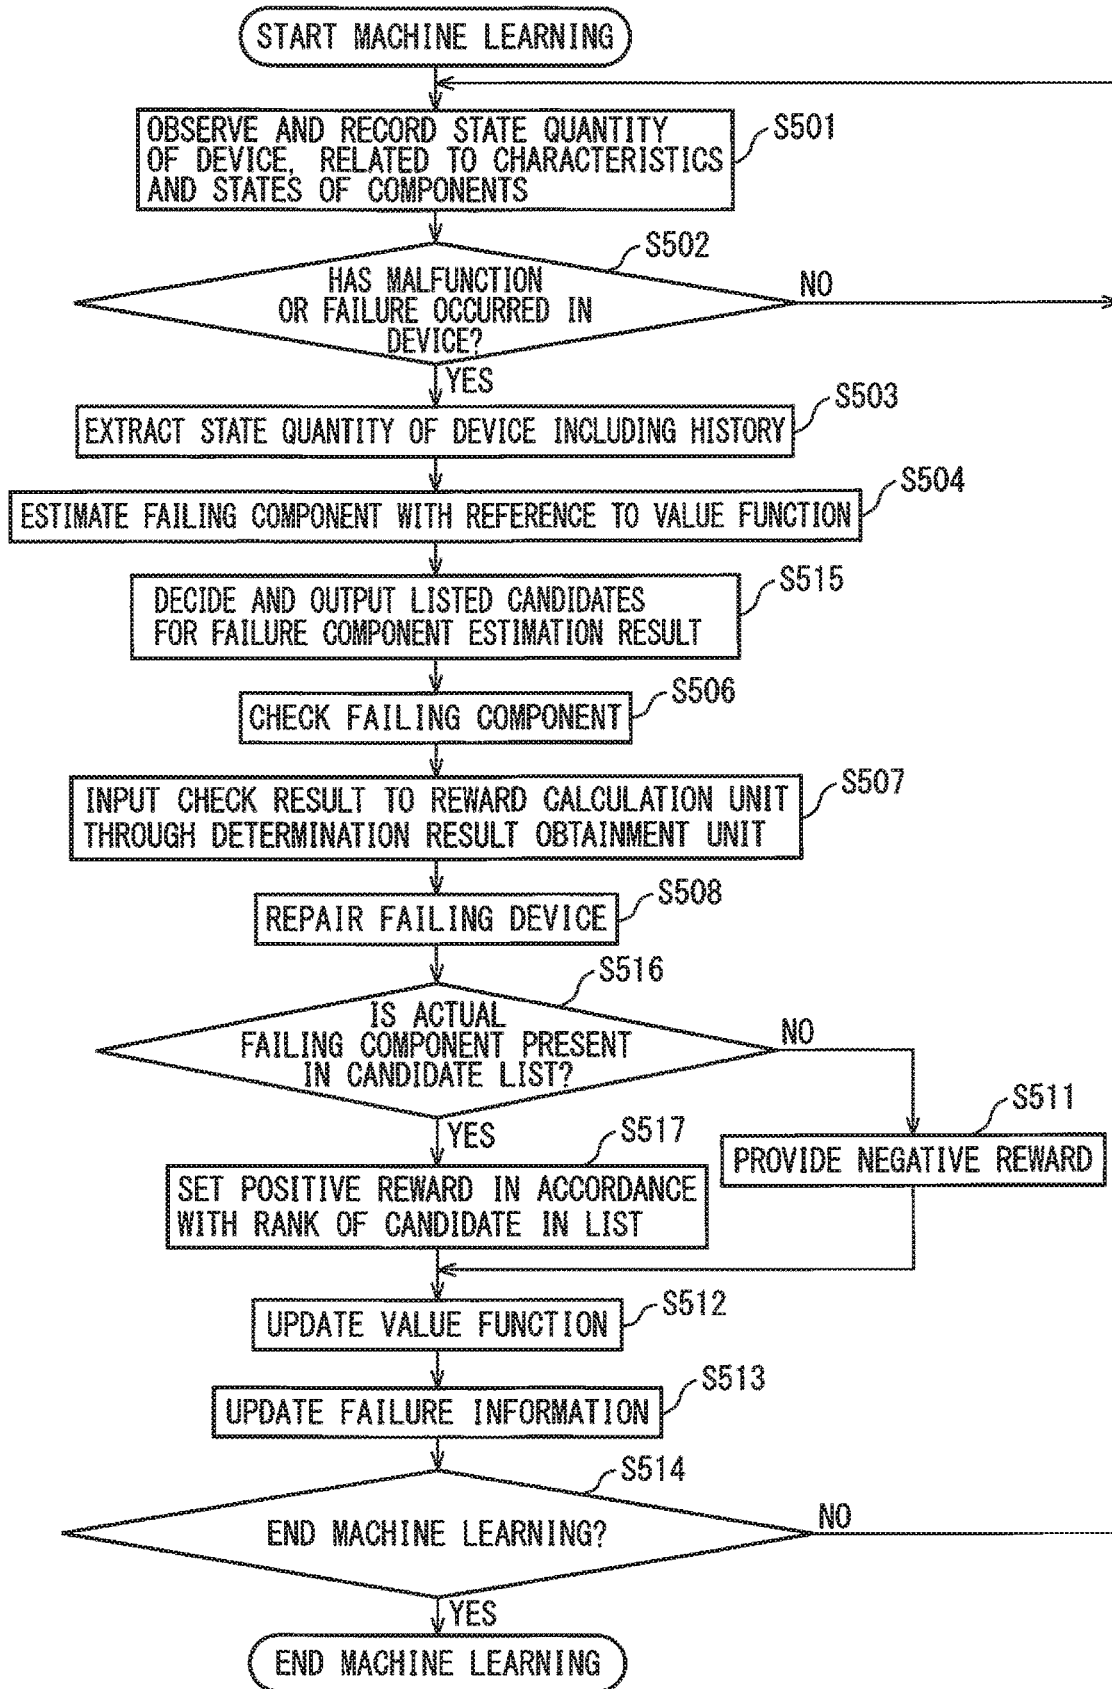 START MACHINE LEARNING
OBSERVE AND RECORD STATE QUANTITY
OF DEVICE, RELATED TO CHARACTERISTICS
AND STATES OF COMPONENTS
S501
S502
HAS MALFUNCTION
OR FAILURE OCCURRED IN
DEVICE?
NO
YES
S503
EXTRACT STATE QUANTITY OF DEVICE INCLUDING HISTORY
S504
ESTIMATE FAILING COMPONENT WITH REFERENCE TO VALUE FUNCTION
S515
DECIDE AND OUTPUT LISTED CANDIDATES
FOR FAILURE COMPONENT ESTIMATION RESULT
S506
CHECK FAILING COMPONENT
S507
INPUT CHECK RESULT TO REWARD CALCULATION UNIT
THROUGH DETERMINATION RESULT OBTAINMENT UNIT
S508
REPAIR FAILING DEVICE
S516
IS ACTUAL
FAILING COMPONENT PRESENT
IN CANDIDATE LIST?
NO
YES
S517
SET POSITIVE REWARD IN ACCORDANCE
WITH RANK OF CANDIDATE IN LIST
S511
PROVIDE NEGATIVE REWARD
S512
UPDATE VALUE FUNCTION
S513
UPDATE FAILURE INFORMATION
S514
END MACHINE LEARNING?
NO
YES
END MACHINE LEARNING